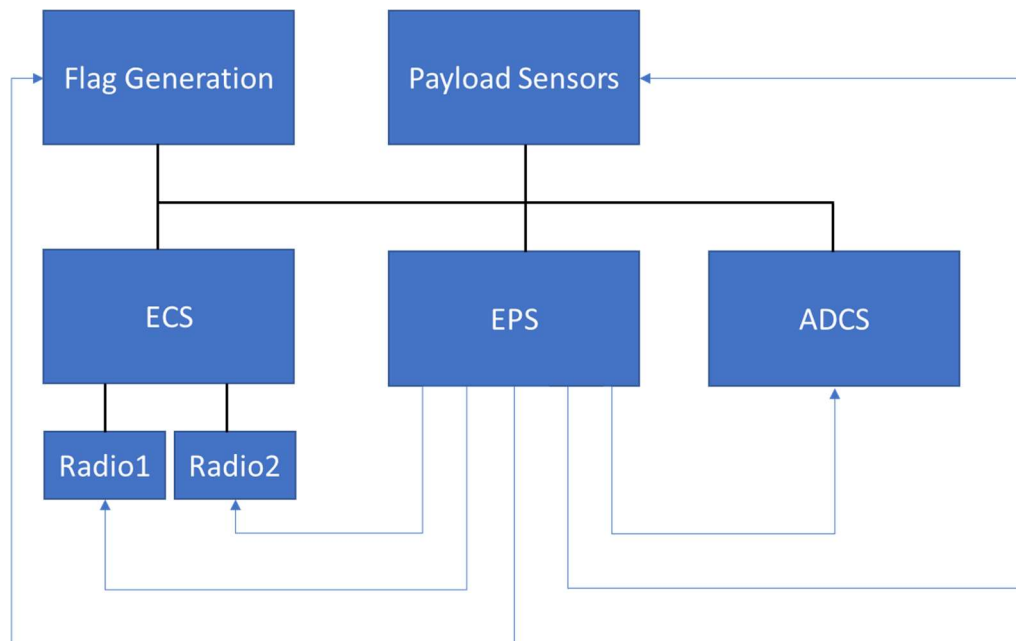 Flag Generation
Payload Sensors
ECS
EPS
ADCS
Radio1
Radio2